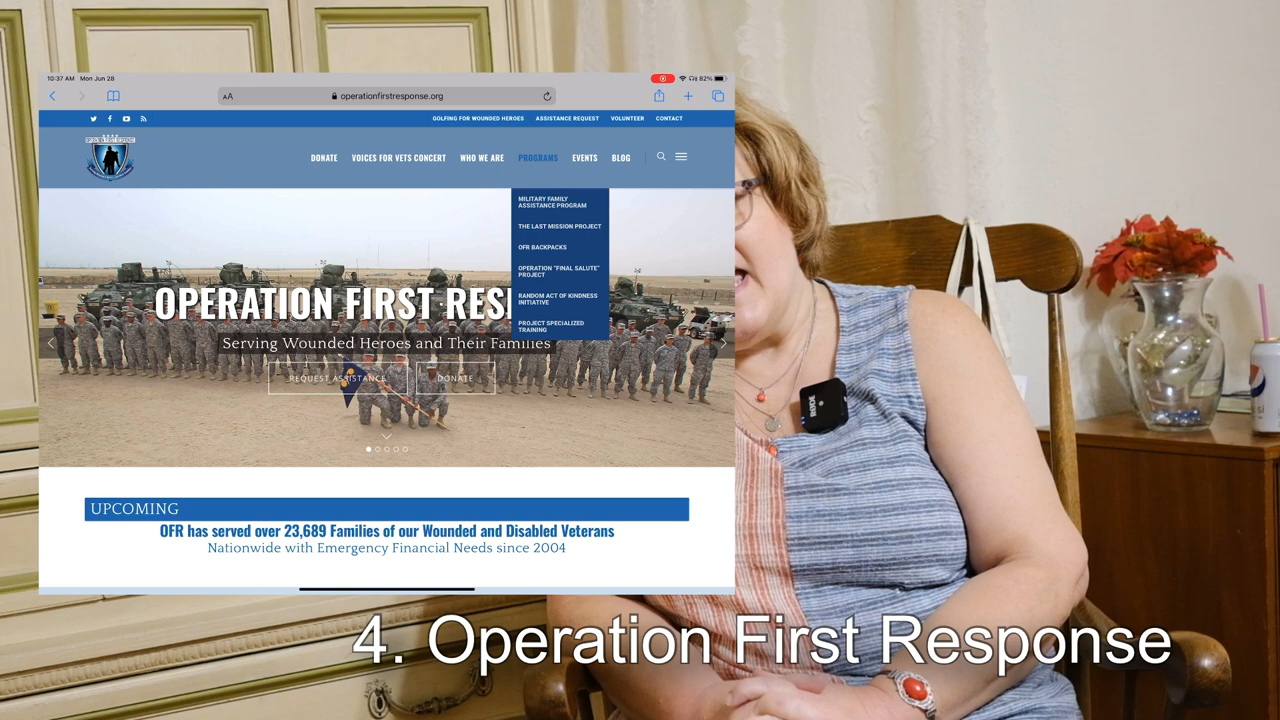 10:37 AM Mon Jun 28
82%
AA
operationfirstresponse.org
GOLFING FOR WOUNDED HEROES ASSISTANCE REQUEST VOLUNTEER CONTACT
DONATE VOICES FOR VETS CONCERT WHO WE ARE PROGRAMS EVENTS BLOG
MILITARY FAMILY
ASSISTANCE PROGRAM
THE LAST MISSION PROJECT
OFR BACKPACKS
OPERATION "FINAL SALUTE"
PROJECT
RANDOM ACT OF KINDNESS
INITIATIVE
PROJECT SPECIALIZED
TRAINING
OPERATION FIRST RES
Serving Wounded Heroes and Their Families
REQUEST ASSISTANCE DONATE
UPCOMING
OFR has served over 23,689 Families of our Wounded and Disabled Veterans
Nationwide with Emergency Financial Needs since 2004
RØDE
4. Operation First Response